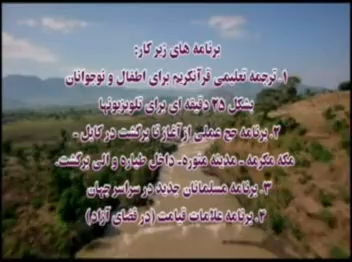 برنامه های زیر کار:
۱. ترجمه تعلیمی قرآنکریم برای اطفال و نوجوانان
بشکل ۲۵ دقیقه ای برای تلویزیونها
۲. برنامه حج عملی از آغاز تا برگشت در کابل -
مکه مکرمه - مدینه منوره - داخل طیاره و الی برگشت.
۳. برنامه مسلمانان جدید در سراسر جهان
۴. برنامه علامات قیامت (در فضای آزاد)